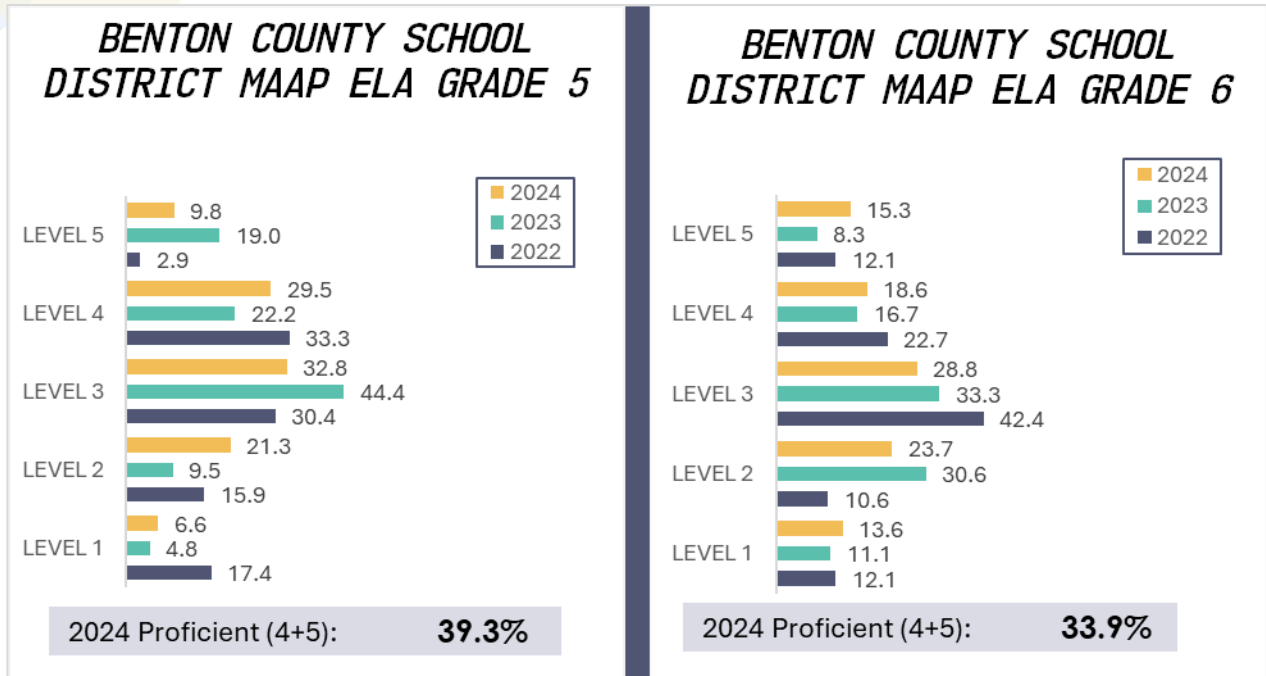 BENTON COUNTY SCHOOL
DISTRICT MAAP ELA GRADE 5
2024
2023
2022
LEVEL 5
9.8
19.0
2.9
LEVEL 4
29.5
22.2
33.3
LEVEL 3
32.8
44.4
30.4
LEVEL 2
21.3
9.5
15.9
LEVEL 1
6.6
4.8
17.4
2024 Proficient (4+5): 39.3%
BENTON COUNTY SCHOOL
DISTRICT MAAP ELA GRADE 6
2024
2023
2022
LEVEL 5
15.3
8.3
12.1
LEVEL 4
18.6
16.7
22.7
LEVEL 3
28.8
33.3
42.4
LEVEL 2
23.7
30.6
10.6
LEVEL 1
13.6
11.1
12.1
2024 Proficient (4+5): 33.9%